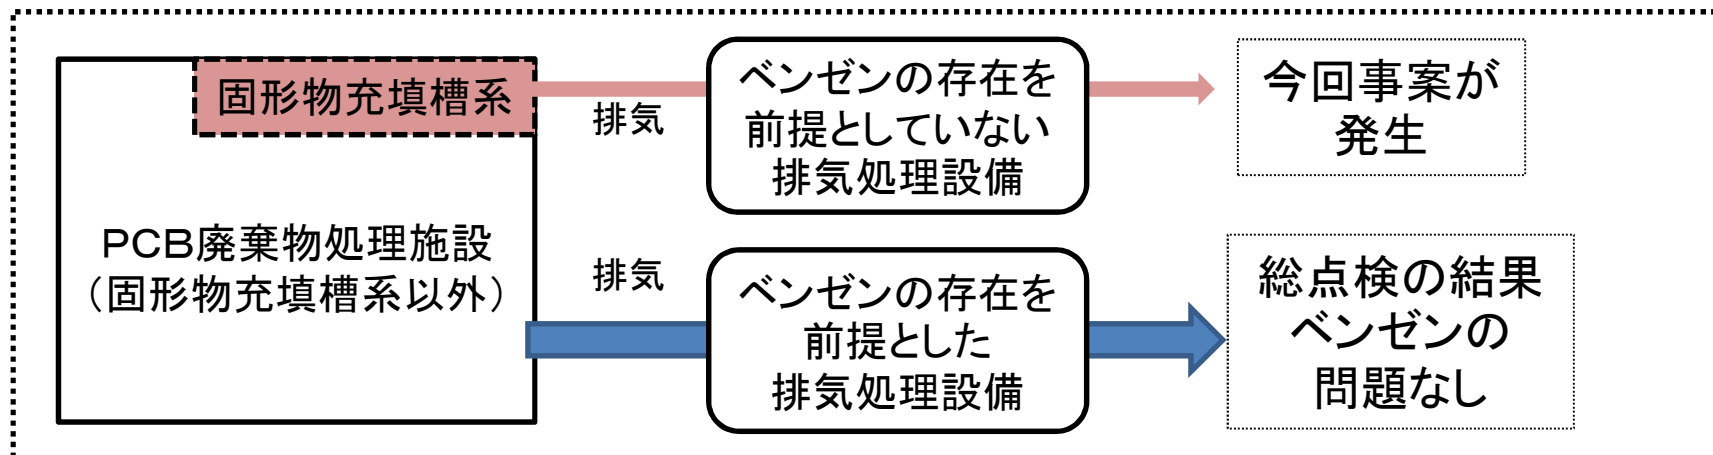 固形物充填槽系
排気
ベンゼンの存在を
前提としていない
排気処理設備
今回事案が
発生
PCB廃棄物処理施設
（固形物充填槽系以外）
排気
ベンゼンの存在を
前提とした
排気処理設備
総点検の結果
ベンゼンの
問題なし